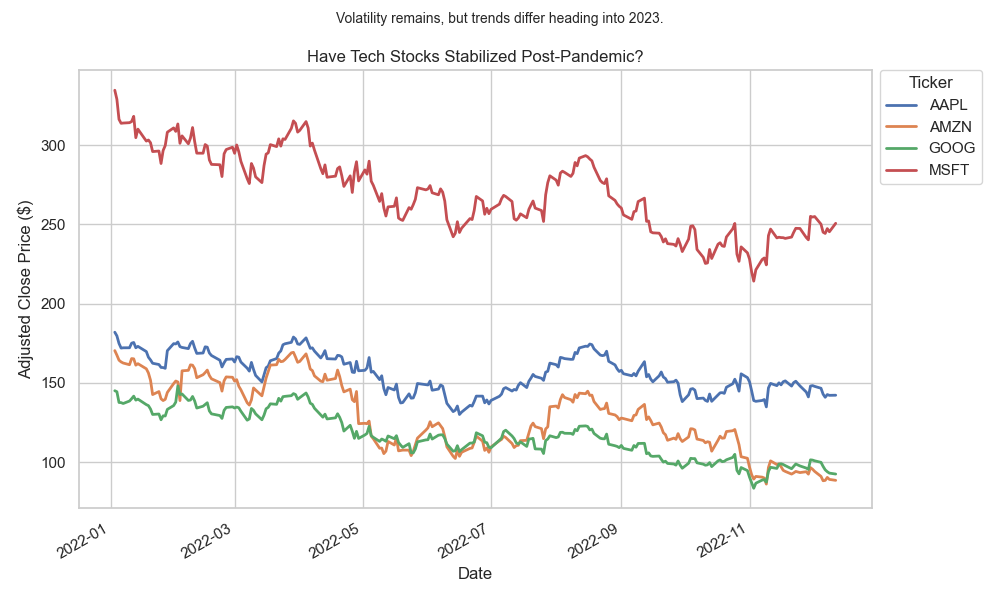 Volatility remains, but trends differ heading into 2023.
Have Tech Stocks Stabilized Post-Pandemic?
Ticker
AAPL
AMZN
GOOG
MSFT
Adjusted Close Price ($)
300
250
200
150
100
2022-01
2022-03
2022-05
2022-07
2022-09
2022-11
Date